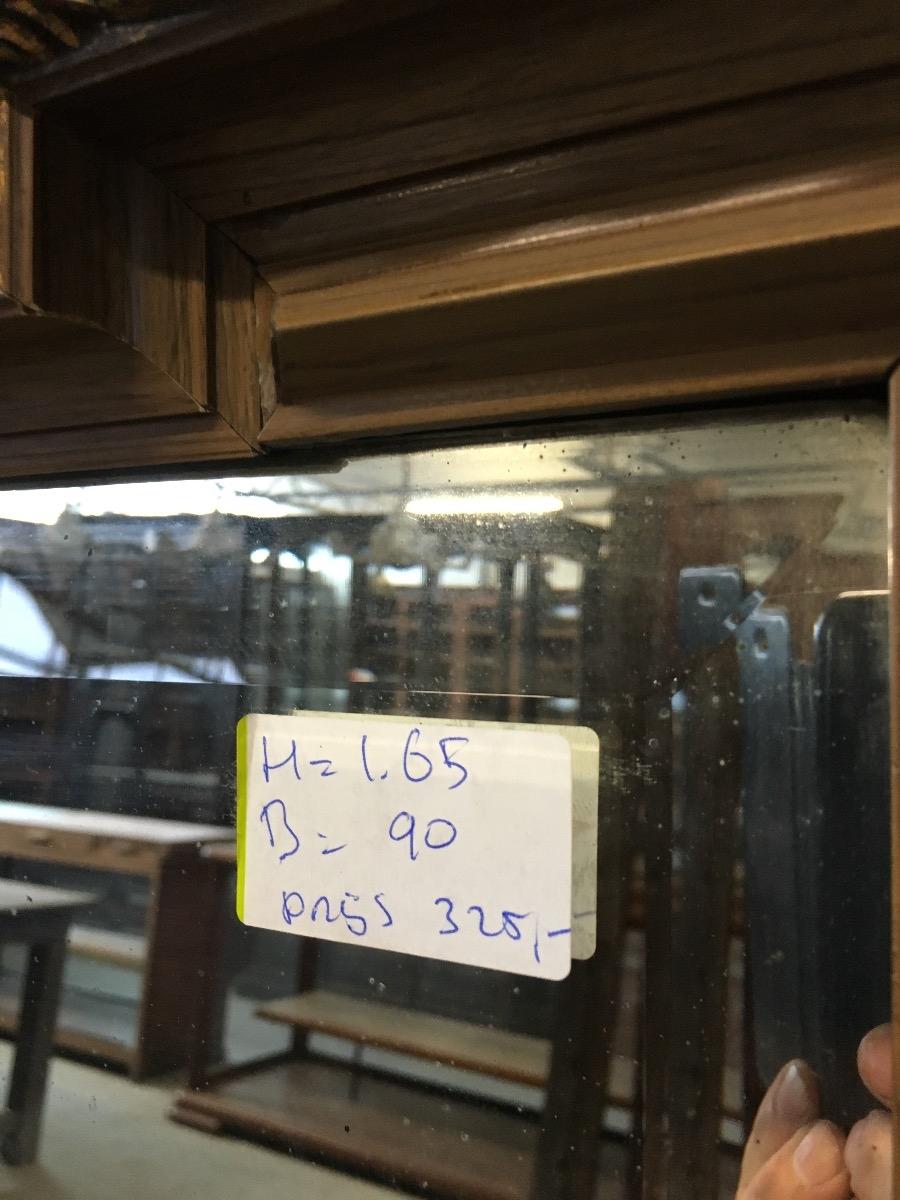 H= 1.65
B= 90
prijs 325,-